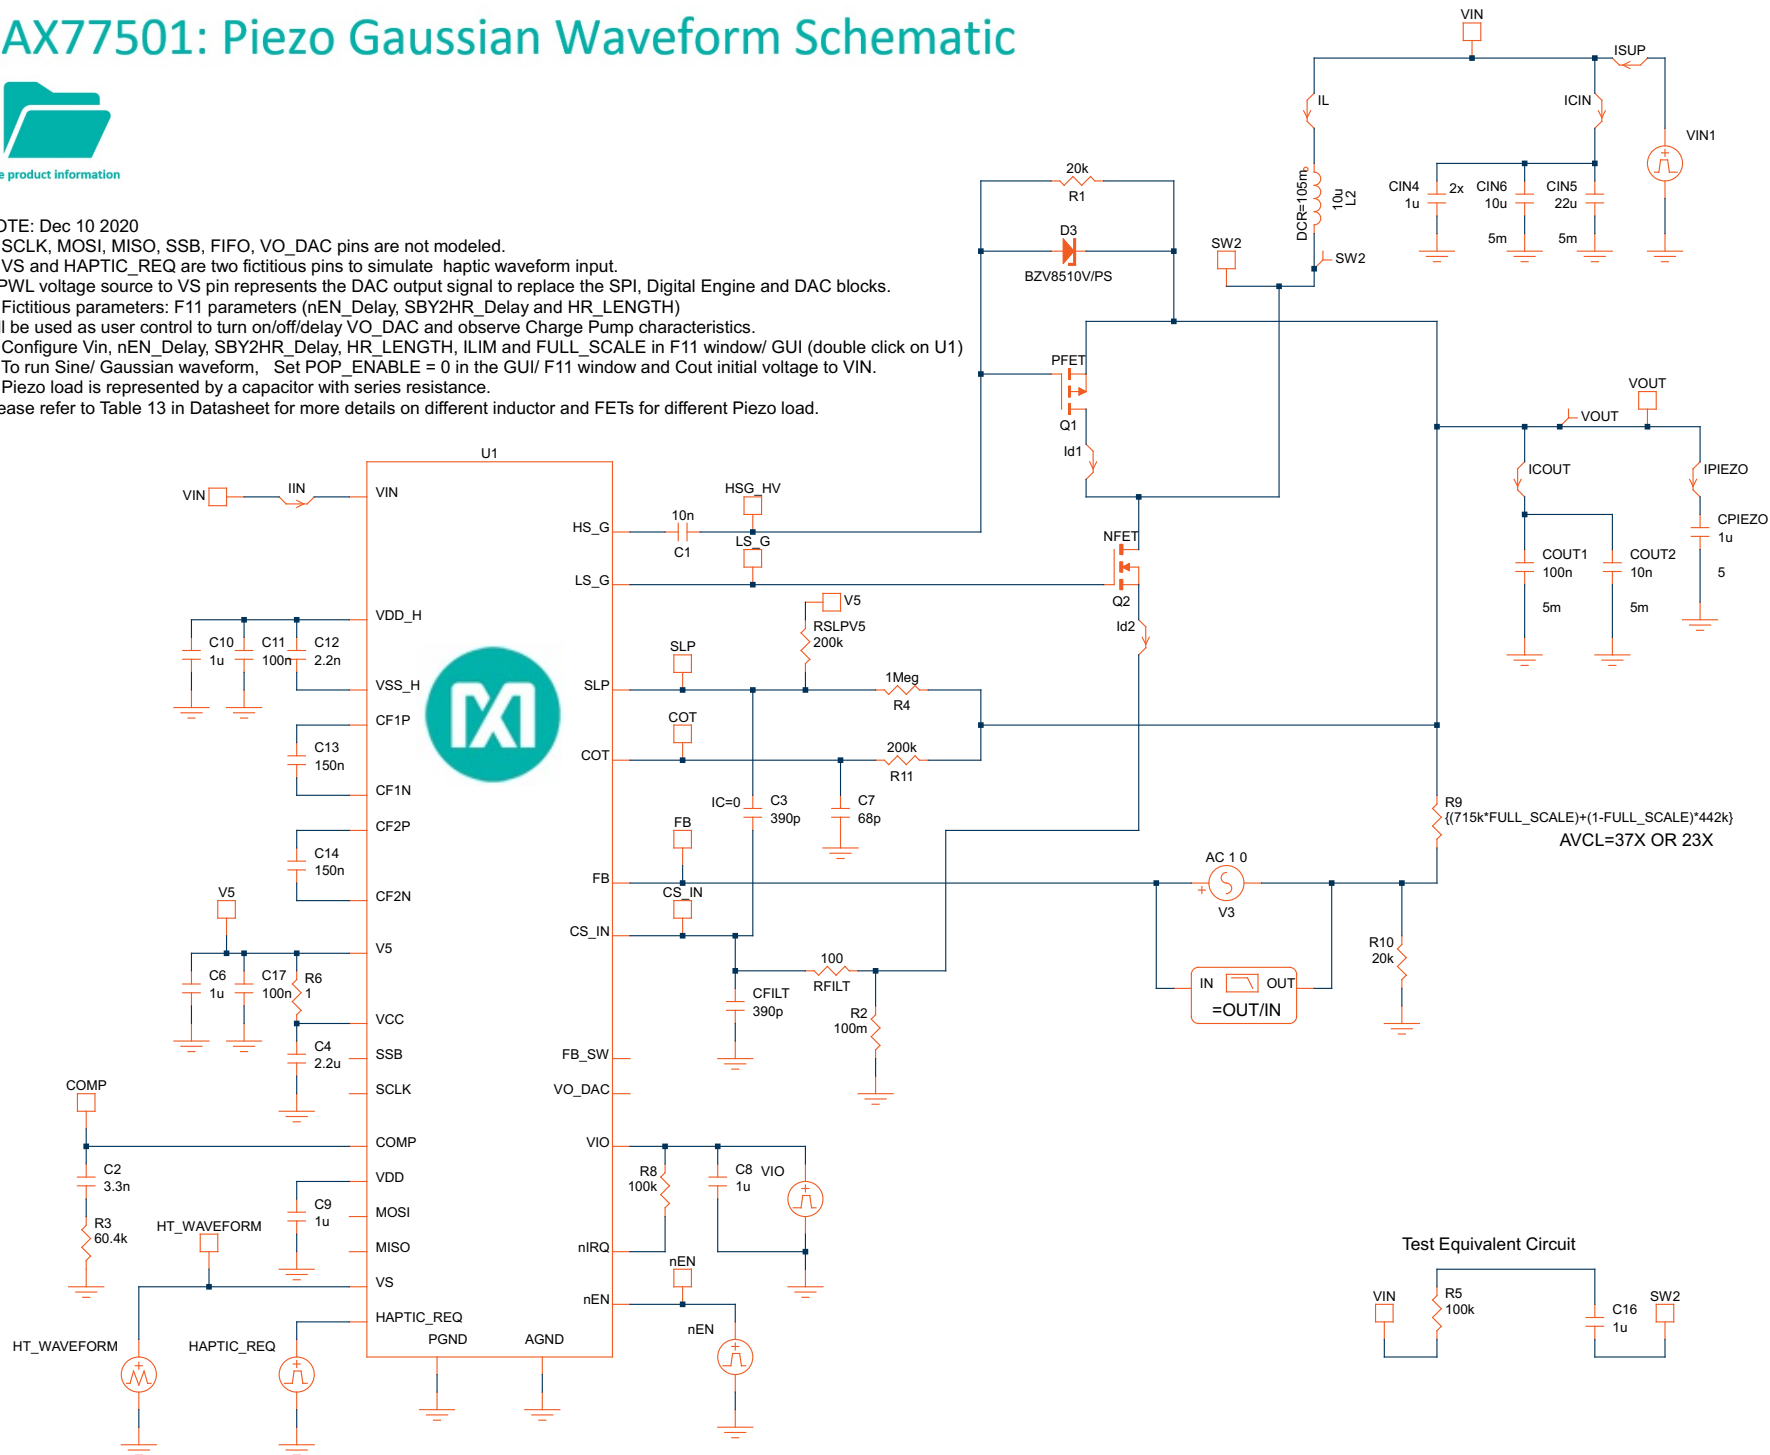 AX77501: Piezo Gaussian Waveform Schematic
e product information
OTE: Dec 10 2020
SCLK, MOSI, MISO, SSB, FIFO, VO_DAC pins are not modeled.
VS and HAPTIC_REQ are two fictitious pins to simulate haptic waveform input.
PWL voltage source to VS pin represents the DAC output signal to replace the SPI, Digital Engine and DAC blocks.
Fictitious parameters: F11 parameters (nEN_Delay, SBY2HR_Delay and HR_LENGTH)
ll be used as user control to turn on/off/delay VO_DAC and observe Charge Pump characteristics.
Configure Vin, nEN_Delay, SBY2HR_Delay, HR_LENGTH, ILIM and FULL_SCALE in F11 window/ GUI (double click on U1)
To run Sine/ Gaussian waveform, Set POP_ENABLE = 0 in the GUI/ F11 window and Cout initial voltage to VIN.
Piezo load is represented by a capacitor with series resistance.
ease refer to Table 13 in Datasheet for more details on different inductor and FETs for different Piezo load.
VIN
ISUP
IL
ICIN
VIN1
DCR=105m
10u
L2
CIN4
1u
2x
CIN6
10u
5m
CIN5
22u
5m
SW2
SW2
20k
R1
D3
BZV8510V/PS
PFET
Q1
Id1
NFET
Q2
Id2
VOUT
VOUT
ICOUT
IPIEZO
COUT1
100n
5m
COUT2
10n
5m
CPIEZO
1u
5
U1
VIN
IIN
VIN
HS_G
10n
C1
HSG_HV
LS_G
LS_G
VDD_H
C10
1u
C11
100n
C12
2.2n
VSS_H
CF1P
C13
150n
CF1N
CF2P
C14
150n
CF2N
V5
V5
C6
1u
C17
100n
R6
1
VCC
C4
2.2u
SSB
SCLK
COMP
COMP
C2
3.3n
R3
60.4k
VDD
C9
1u
MOSI
MISO
HT_WAVEFORM
VS
HAPTIC_REQ
HT_WAVEFORM
HAPTIC_REQ
PGND
AGND
V5
RSLPV5
200k
SLP
SLP
1Meg
R4
COT
COT
200k
R11
IC=0
C3
390p
C7
68p
FB
FB
CS_IN
CS_IN
100
RFILT
CFILT
390p
R2
100m
FB_SW
VO_DAC
VIO
R8
100k
C8
1u
VIO
nIRQ
nEN
nEN
nEN
AC 1 0
V3
IN OUT
=OUT/IN
R10
20k
R9
{(715k*FULL_SCALE)+(1-FULL_SCALE)*442k}
AVCL=37X OR 23X
Test Equivalent Circuit
VIN
R5
100k
C16
1u
SW2